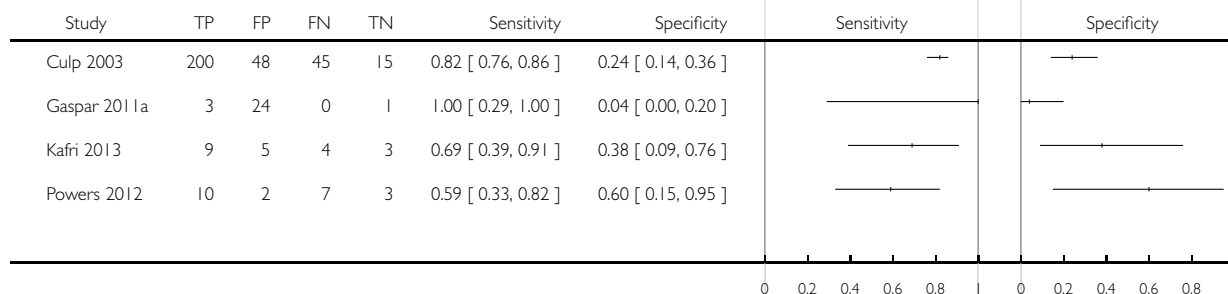 Study TP FP FN TN Sensitivity Specificity Sensitivity Specificity
Culp 2003 200 48 45 15 0.82 [ 0.76, 0.86 ] 0.24 [ 0.14, 0.36 ]
Gaspar 2011a 3 24 0 1 1.00 [ 0.29, 1.00 ] 0.04 [ 0.00, 0.20 ]
Kafri 2013 9 5 4 3 0.69 [ 0.39, 0.91 ] 0.38 [ 0.09, 0.76 ]
Powers 2012 10 2 7 3 0.59 [ 0.33, 0.82 ] 0.60 [ 0.15, 0.95 ]
0 0.2 0.4 0.6 0.8 1 0 0.2 0.4 0.6 0.8